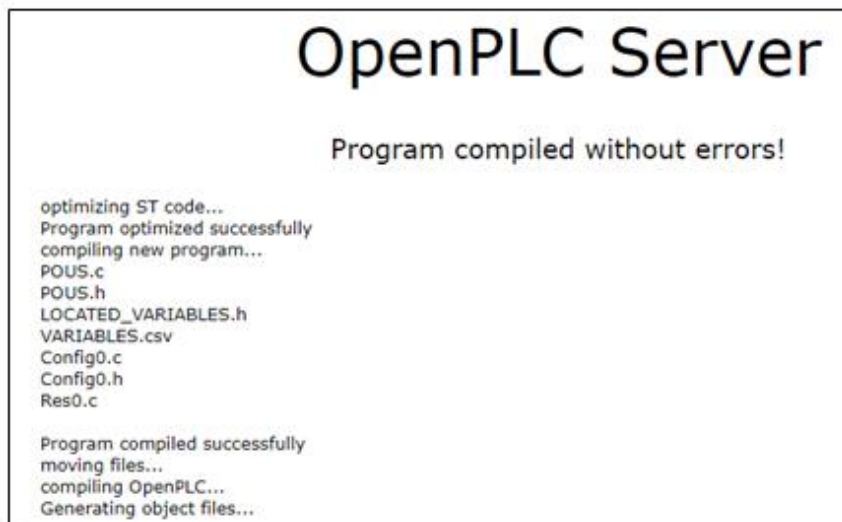 OpenPLC Server
Program compiled without errors!
optimizing ST code...
Program optimized successfully
compiling new program...
POUS.c
POUS.h
LOCATED_VARIABLES.h
VARIABLES.csv
Config0.c
Config0.h
Res0.c
Program compiled successfully
moving files...
compiling OpenPLC...
Generating object files...